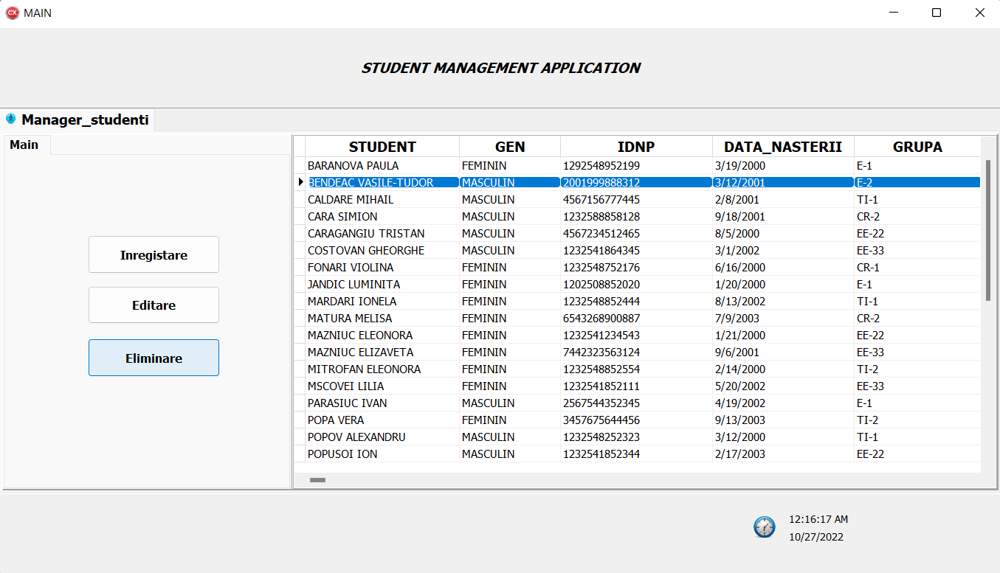 CX MAIN
STUDENT MANAGEMENT APPLICATION
Manager_studenti
Main
Inregistare
Editare
Eliminare
STUDENT GEN IDNP DATA_NASTERII GRUPA
BARANOVA PAULA FEMININ 1292548952199 3/19/2000 E-1
BENDEAC VASILE-TUDOR MASCULIN 2001999888312 3/12/2001 E-2
CALDARE MIHAIL MASCULIN 4567156777445 2/8/2001 TI-1
CARA SIMION MASCULIN 1232588858128 9/18/2001 CR-2
CARAGANGIU TRISTAN MASCULIN 4567234512465 8/5/2000 EE-22
COSTOVAN GHEORGHE MASCULIN 1232541864345 3/1/2002 EE-33
FONARI VIOLINA FEMININ 1232548752176 6/16/2000 CR-1
JANDIC LUMINITA FEMININ 1202508852020 1/20/2000 E-1
MARDARI IONELA FEMININ 1232548852444 8/13/2002 TI-1
MATURA MELISA FEMININ 6543268900887 7/9/2003 CR-2
MAZNIUC ELEONORA FEMININ 1232541234543 1/21/2000 EE-22
MAZNIUC ELIZAVETA FEMININ 7442323563124 9/6/2001 EE-33
MITROFAN ELEONORA FEMININ 1232548852554 2/14/2000 TI-2
MSCOVEI LILIA FEMININ 1232541852111 5/20/2002 EE-33
PARASIUC IVAN MASCULIN 2567544352345 4/19/2002 E-1
POPA VERA FEMININ 3457675644456 9/13/2003 TI-2
POPOV ALEXANDRU MASCULIN 1232548252323 3/12/2000 TI-1
POPUSOI ION MASCULIN 1232541852344 2/17/2003 EE-22
12:16:17 AM
10/27/2022